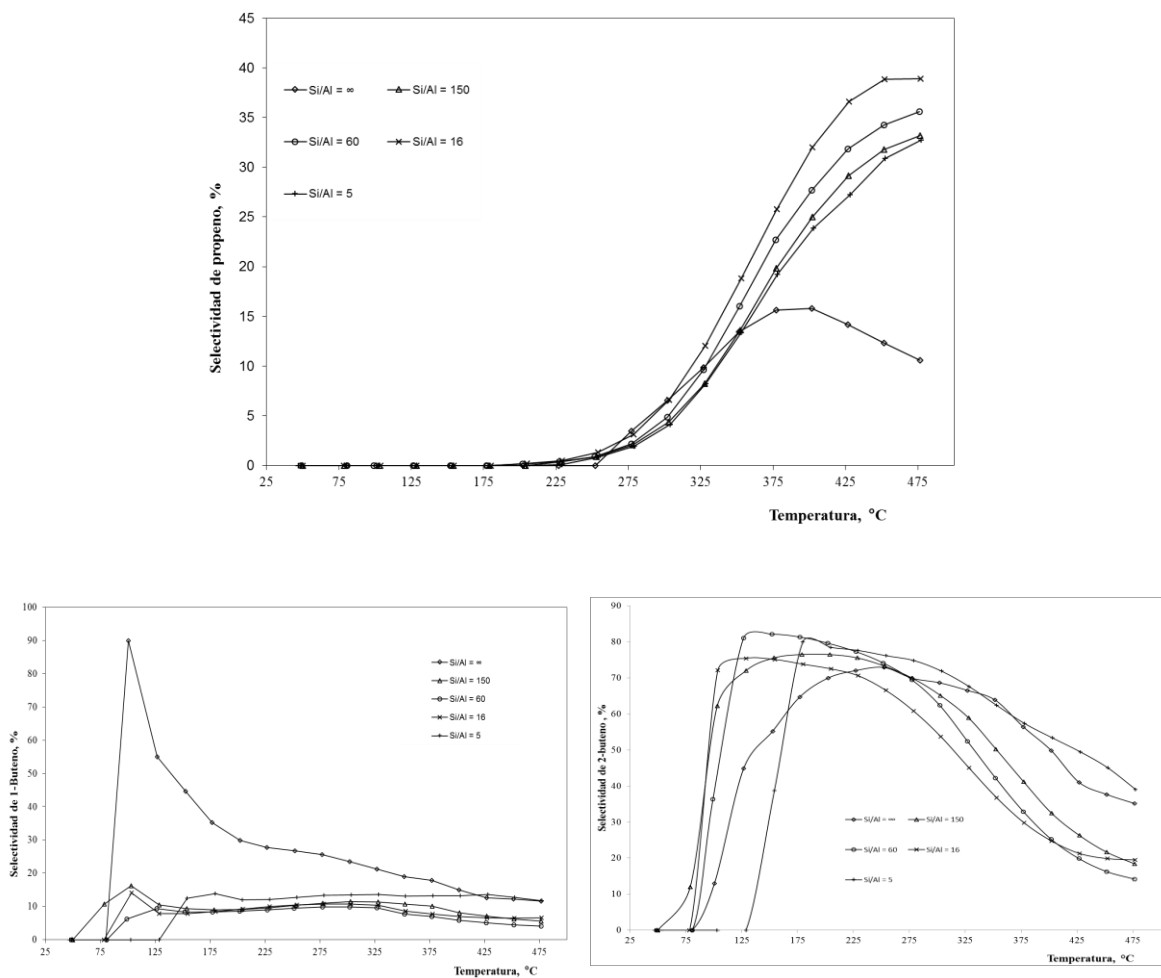 45
40
35
30
25
20
15
10
5
0
Selectividad de propeno, %
Si/Al = ∞ Si/Al = 150
Si/Al = 60 Si/Al = 16
Si/Al = 5
25 75 125 175 225 275 325 375 425 475
Temperatura, °C
100
90
80
70
60
50
40
30
20
10
0
Selectividad de 1-Buteno, %
Si/Al = ∞
Si/Al = 150
Si/Al = 60
Si/Al = 16
Si/Al = 5
25 75 125 175 225 275 325 375 425 475
Temperatura, °C
90
80
70
60
50
40
30
20
10
0
Selectividad de 2-buteno , %
Si/Al = ∞ Si/Al = 150
Si/Al = 60 Si/Al = 16
Si/Al = 5
25 75 125 175 225 275 325 375 425 475
Temperatura, °C